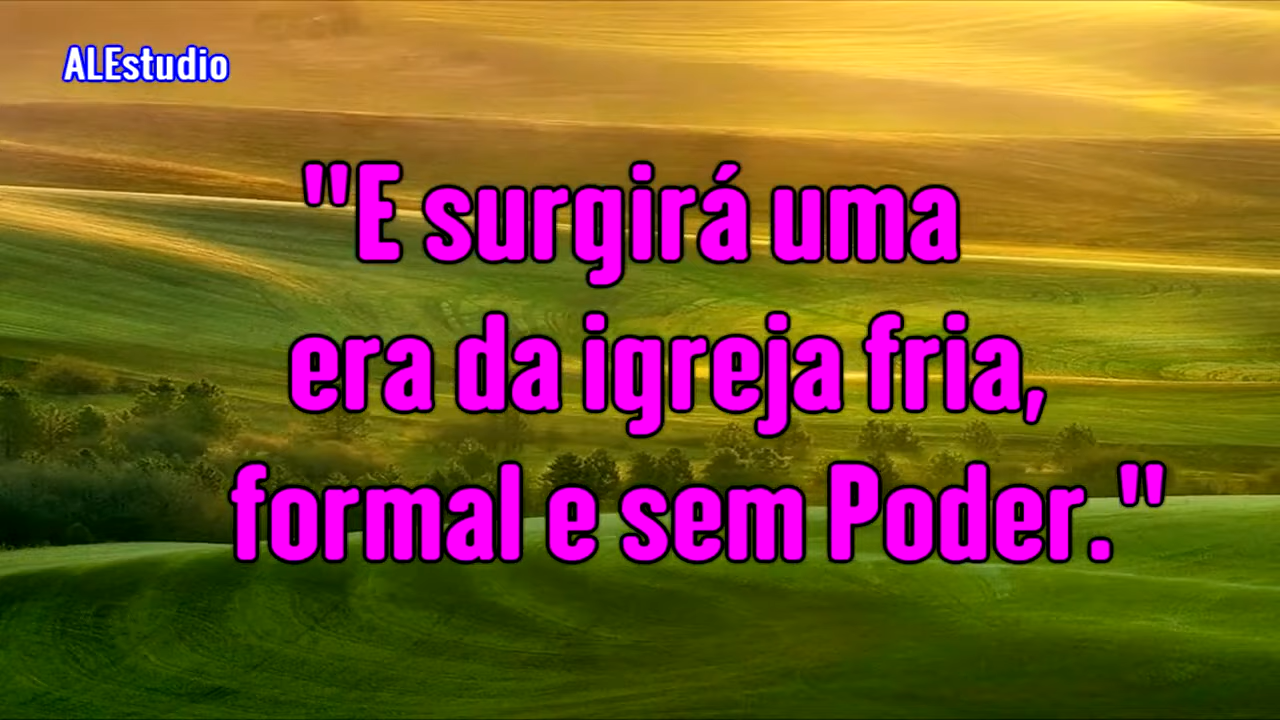 ALEstudio
"E surgirá uma
era da igreja fria,
formal e sem Poder."